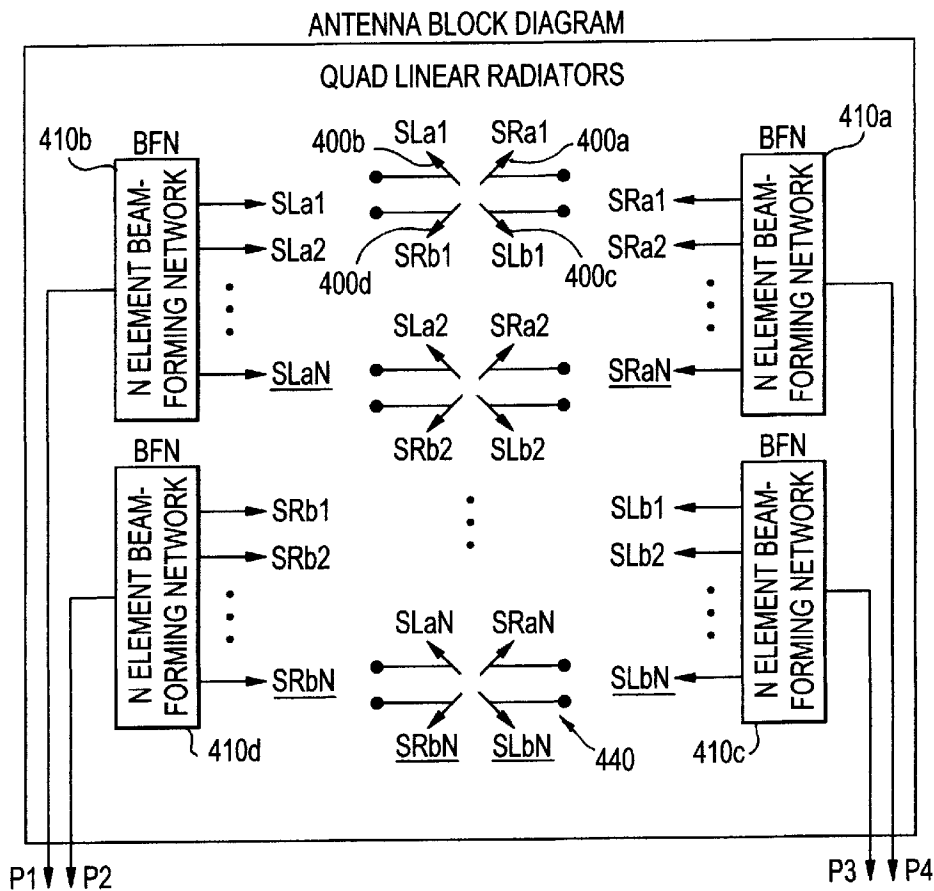 ANTENNA BLOCK DIAGRAM
QUAD LINEAR RADIATORS
410b
BFN
N ELEMENT BEAM-
FORMING NETWORK
SLa1
SLa2
SLaN
400b
SLa1
SRa1
400a
SRb1
SLb1
400d
400c
410a
BFN
N ELEMENT BEAM-
FORMING NETWORK
SRa1
SRa2
SRaN
SLa2
SRa2
SRb2
SLb2
BFN
N ELEMENT BEAM-
FORMING NETWORK
SRb1
SRb2
SRbN
410d
BFN
N ELEMENT BEAM-
FORMING NETWORK
SLb1
SLb2
SLbN
410c
SLaN
SRaN
SRbN
SLbN
440
P1
P2
P3
P4